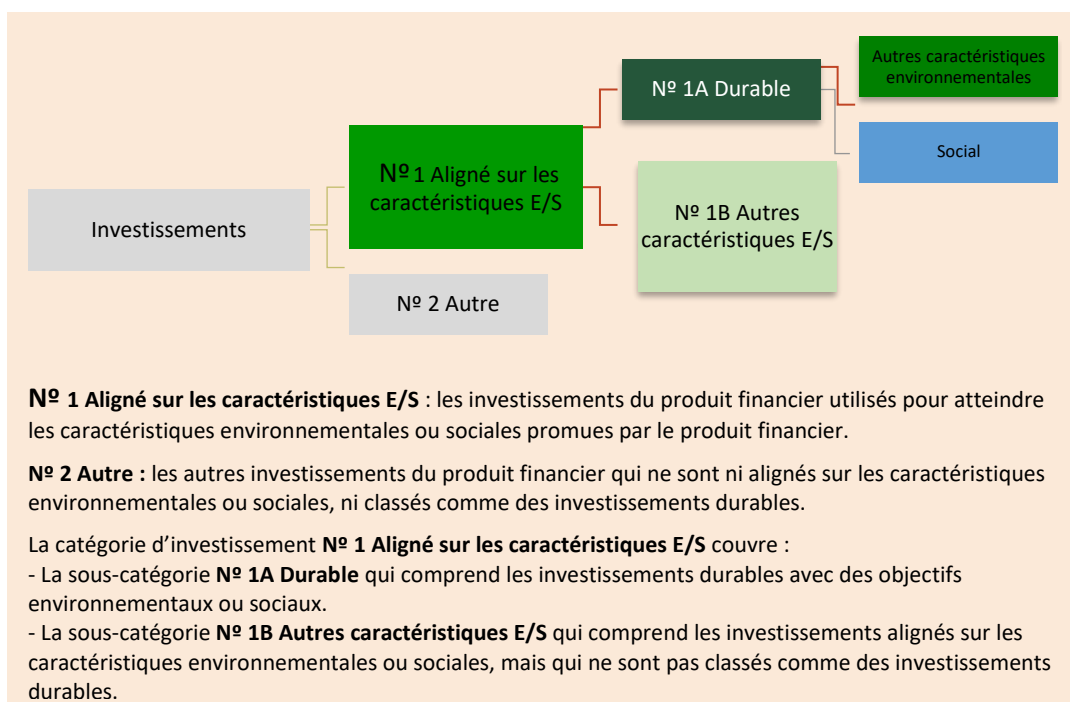 Autres caractéristiques
environnementales
Nº 1A Durable
Social
Nº 1 Aligné sur les
caractéristiques E/S
Nº 1B Autres
caractéristiques E/S
Investissements
Nº 2 Autre
Nº 1 Aligné sur les caractéristiques E/S : les investissements du produit financier utilisés pour atteindre
les caractéristiques environnementales ou sociales promues par le produit financier.
Nº 2 Autre : les autres investissements du produit financier qui ne sont ni alignés sur les caractéristiques
environnementales ou sociales, ni classés comme des investissements durables.
La catégorie d’investissement Nº 1 Aligné sur les caractéristiques E/S couvre :
- La sous-catégorie Nº 1A Durable qui comprend les investissements durables avec des objectifs
environnementaux ou sociaux.
- La sous-catégorie Nº 1B Autres caractéristiques E/S qui comprend les investissements alignés sur les
caractéristiques environnementales ou sociales, mais qui ne sont pas classés comme des investissements
durables.